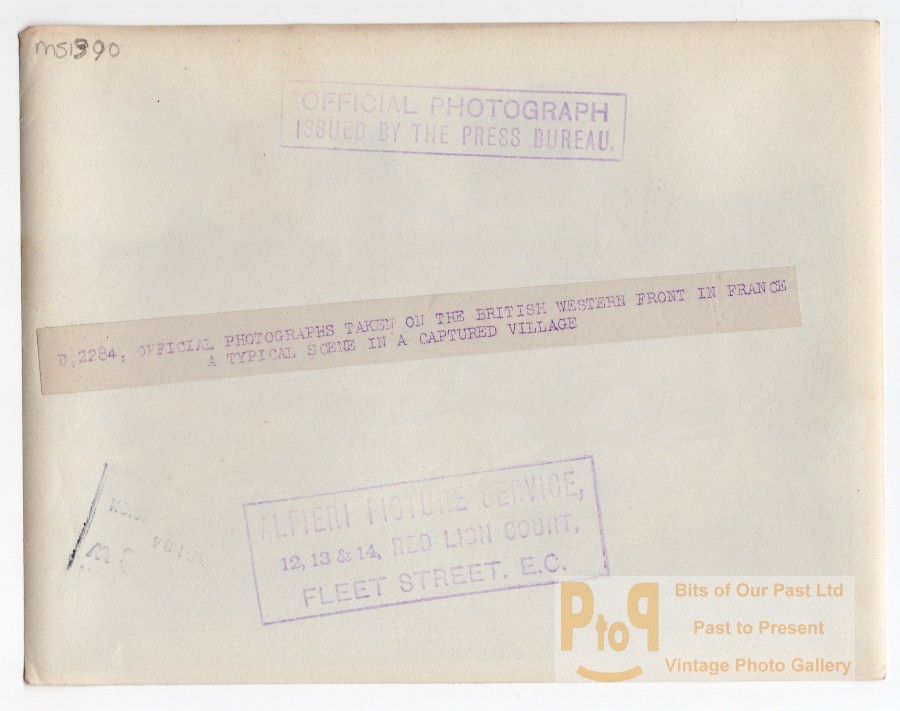 MS1390
OFFICIAL PHOTOGRAPH
ISSUED BY THE PRESS BUREAU.
D.2284. OFFICIAL PHOTOGRAPHS TAKEN ON THE BRITISH WESTERN FRONT IN FRANCE
A TYPICAL SCENE IN A CAPTURED VILLAGE
ALFIERI PICTURE SERVICE,
12, 13 & 14, RED LION COURT,
FLEET STREET. E.C.
PtoP
Bits of Our Past Ltd
Past to Present
Vintage Photo Gallery